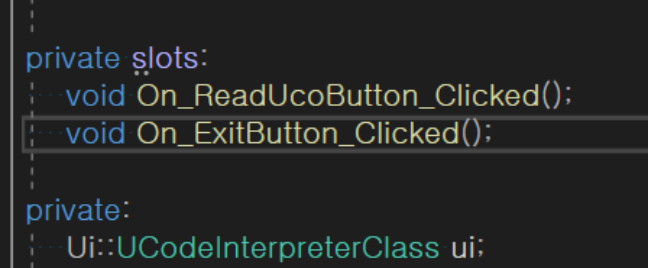 private slots:
void On_ReadUcoButton_Clicked();
void On_ExitButton_Clicked();
private:
Ui::UCodeInterpreterClass ui;